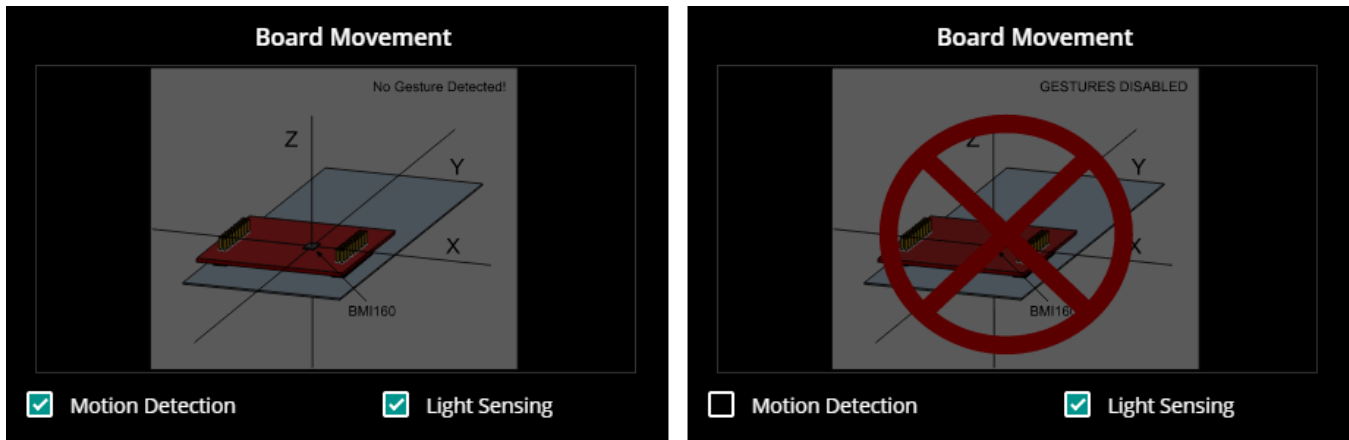 Board Movement
No Gesture Detected!
Z
Y
X
BMI160
Motion Detection
Light Sensing
Board Movement
GESTURES DISABLED
Z
Y
X
BMI160
Motion Detection
Light Sensing